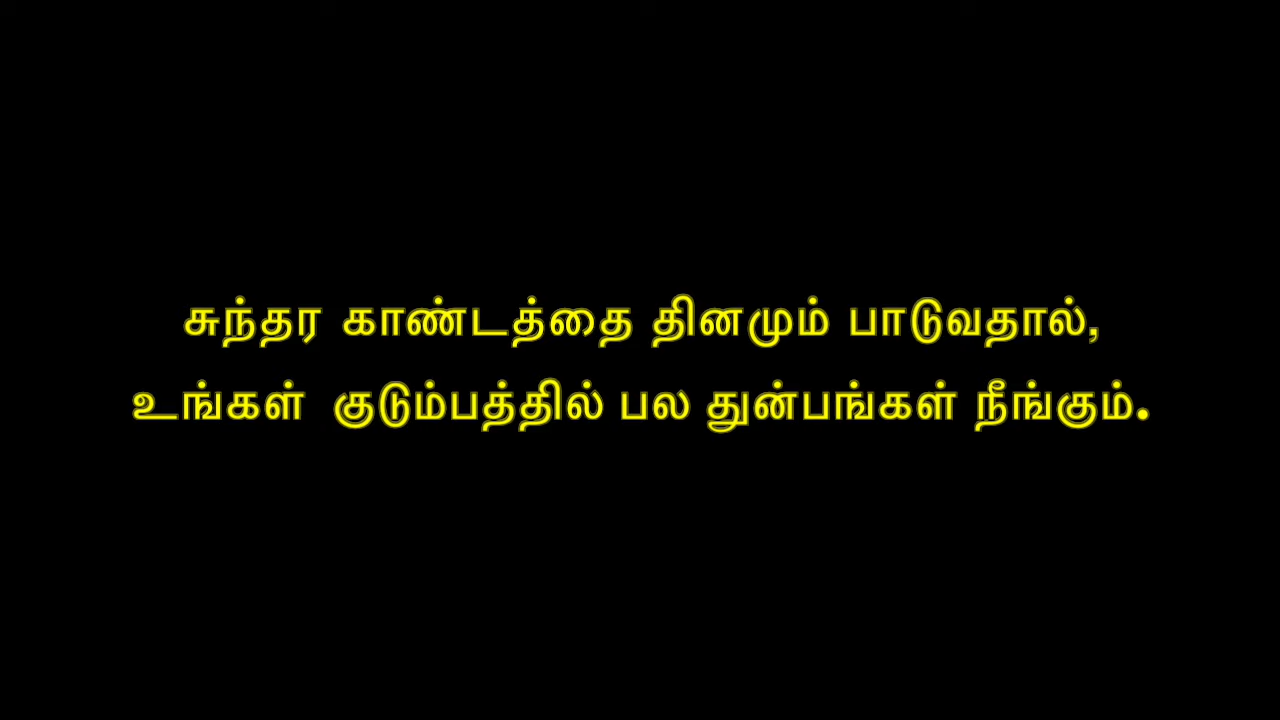 சுந்தர காண்டத்தை தினமும் பாடுவதால்,
உங்கள் குடும்பத்தில் பல துன்பங்கள் நீங்கும்.